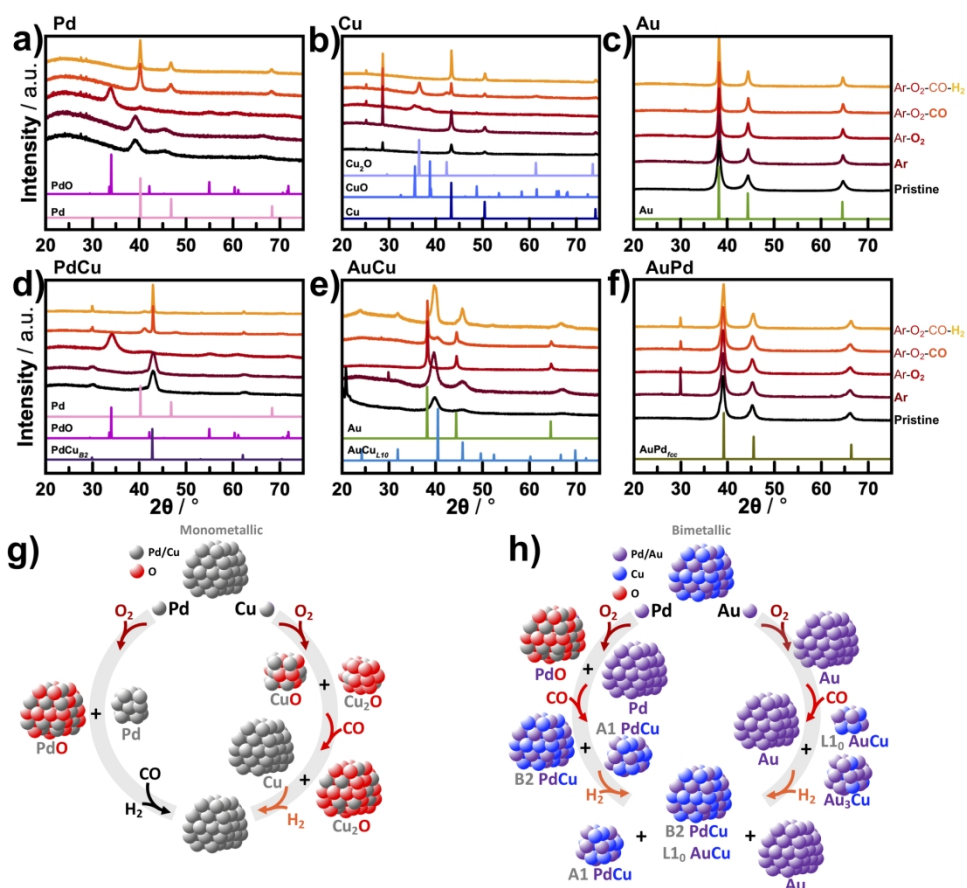 a) Pd
b) Cu
c) Au
Intensity / a.u.
PdO
Pd
20 30 40 50 60 70
Cu₂O
CuO
Cu
20 30 40 50 60 70
Ar-O₂-CO-H₂
Ar-O₂-CO
Ar-O₂
Ar
Pristine
Au
20 30 40 50 60 70
d) PdCu
e) AuCu
f) AuPd
Intensity / a.u.
Pd
PdO
PdCu_B2
20 30 40 50 60 70
2θ / °
Au
AuCu_L10
20 30 40 50 60 70
2θ / °
Ar-O₂-CO-H₂
Ar-O₂-CO
Ar-O₂
Ar
Pristine
AuPd_fcc
20 30 40 50 60 70
2θ / °
g)
Monometallic
Pd/Cu
O
O₂
Pd
Cu
O₂
CuO
+
Cu₂O
PdO
+
Pd
CO
Cu
+
Cu₂O
CO
H₂
H₂
h)
Bimetallic
Pd/Au
Cu
O
O₂
Pd
Au
O₂
PdO
+
Pd
Au
CO
CO
A1 PdCu
B2 PdCu
+
Au
+
L1₀ AuCu
Au₃Cu
H₂
H₂
A1 PdCu
+
B2 PdCu
L1₀ AuCu
+
Au